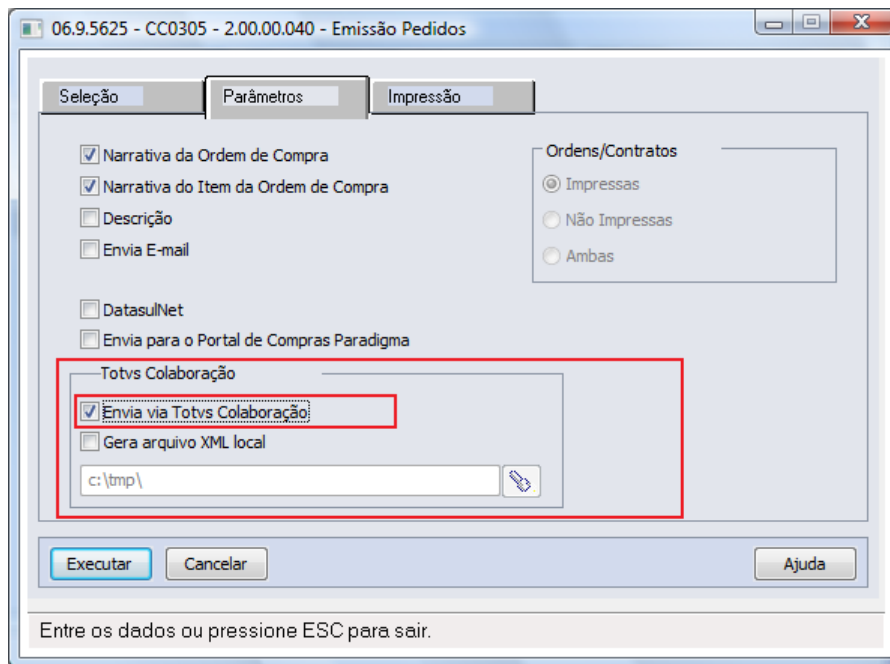 06.9.5625 - CC0305 - 2.00.00.040 - Emissão Pedidos
Seleção
Parâmetros
Impressão
Narrativa da Ordem de Compra
Narrativa do Item da Ordem de Compra
Descrição
Envia E-mail
Ordens/Contratos
Impressas
Não Impressas
Ambas
DatasulNet
Envia para o Portal de Compras Paradigma
Totvs Colaboração
Envia via Totvs Colaboração
Gera arquivo XML local
c:\tmp\
Executar
Cancelar
Ajuda
Entre os dados ou pressione ESC para sair.